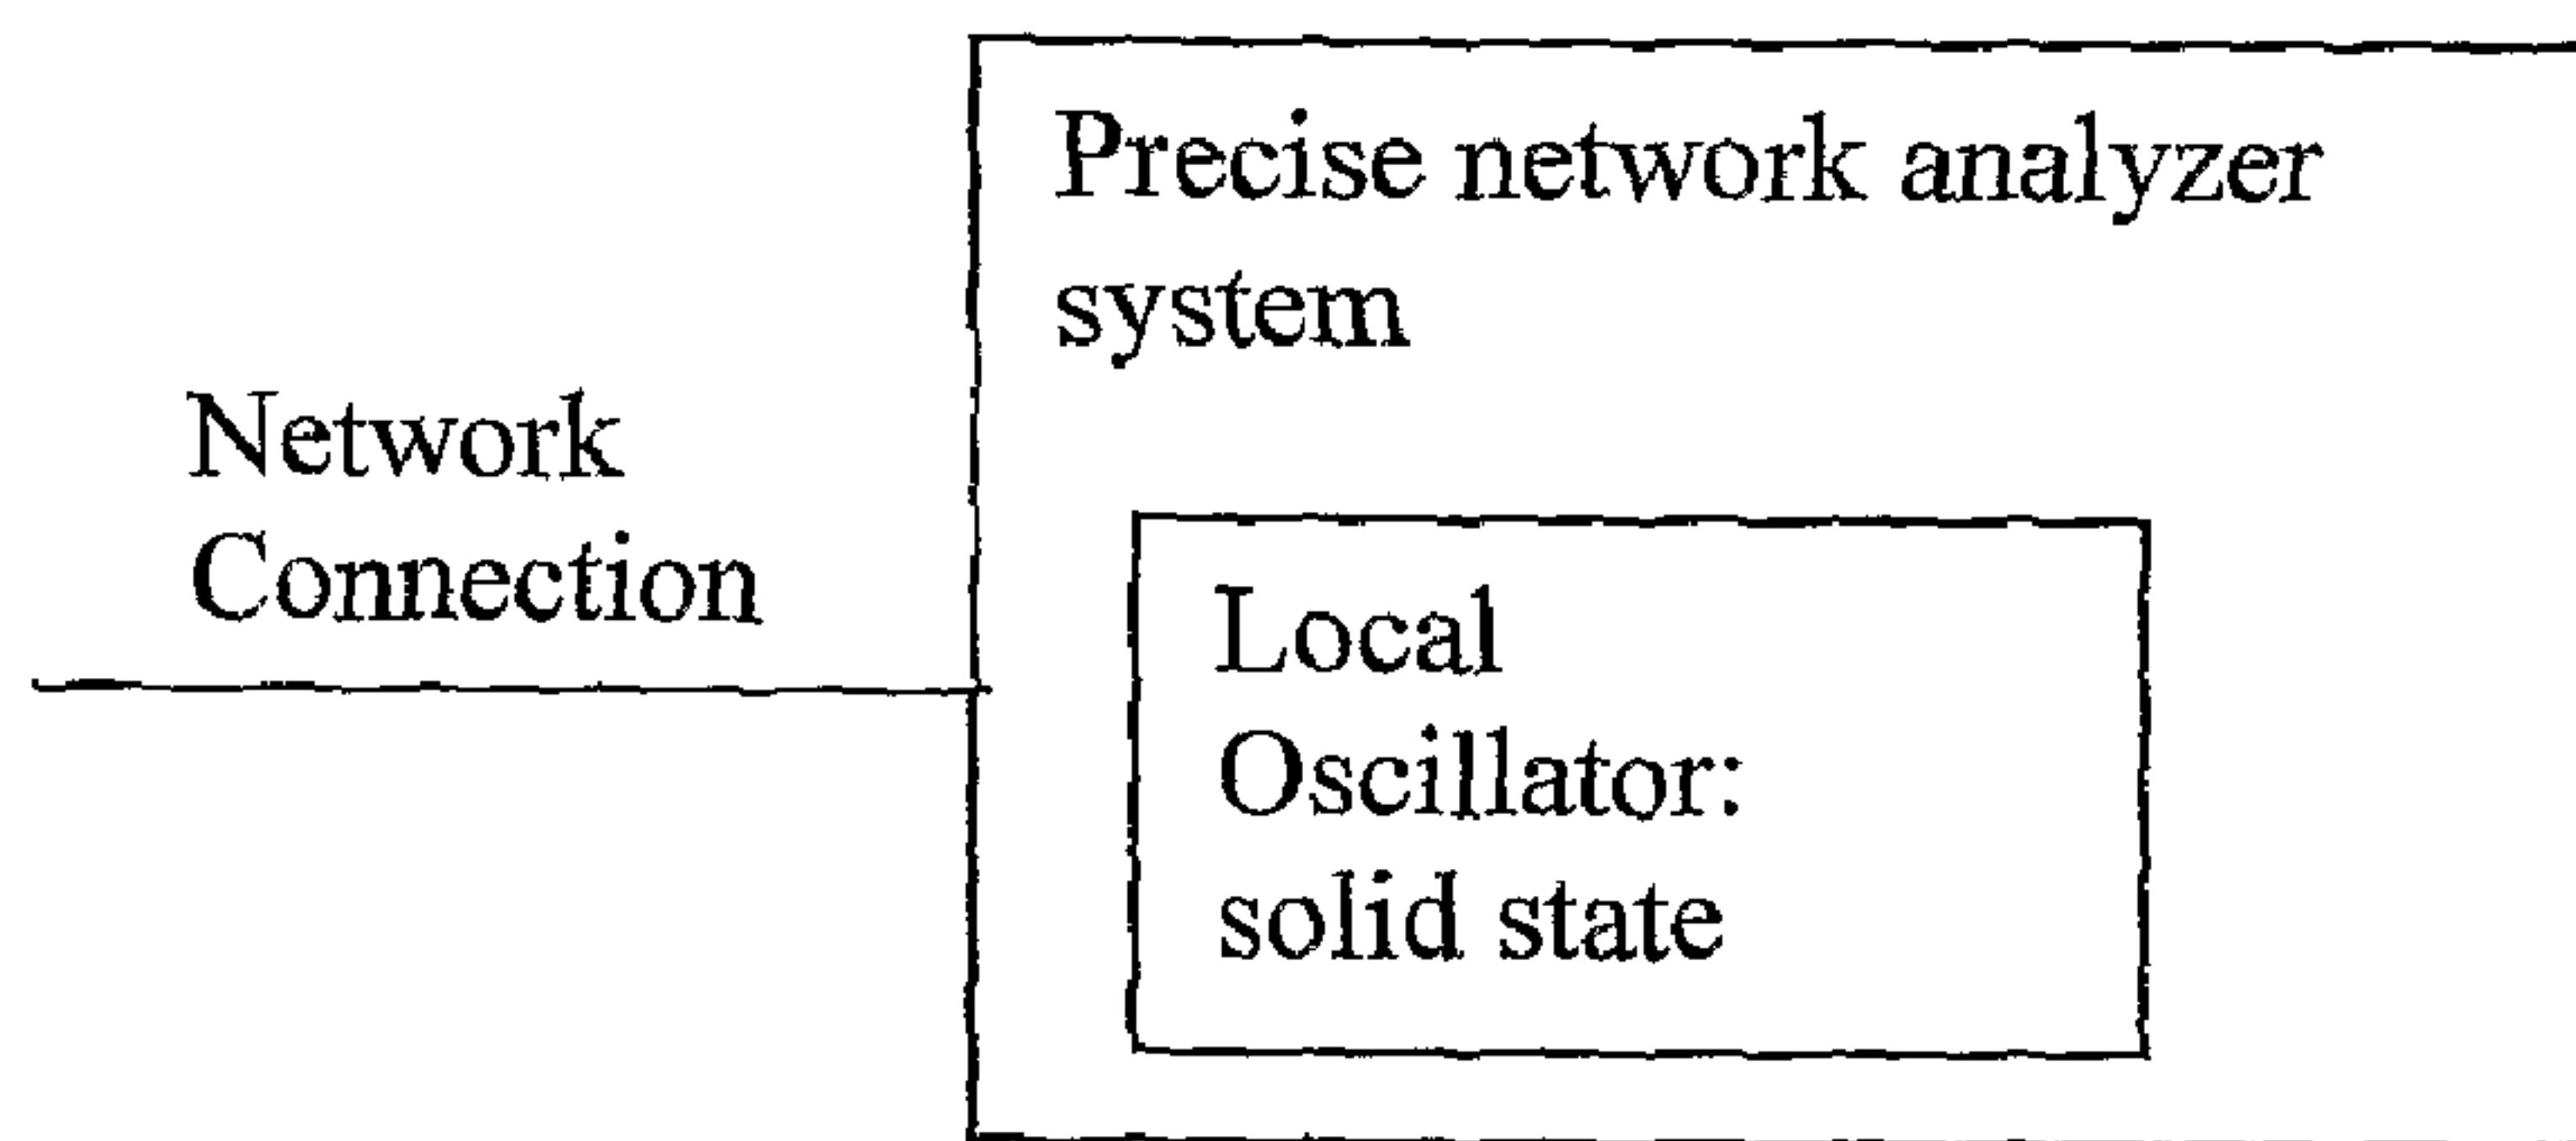 Precise network analyzer
system
Network
Connection
Local
Oscillator:
solid state